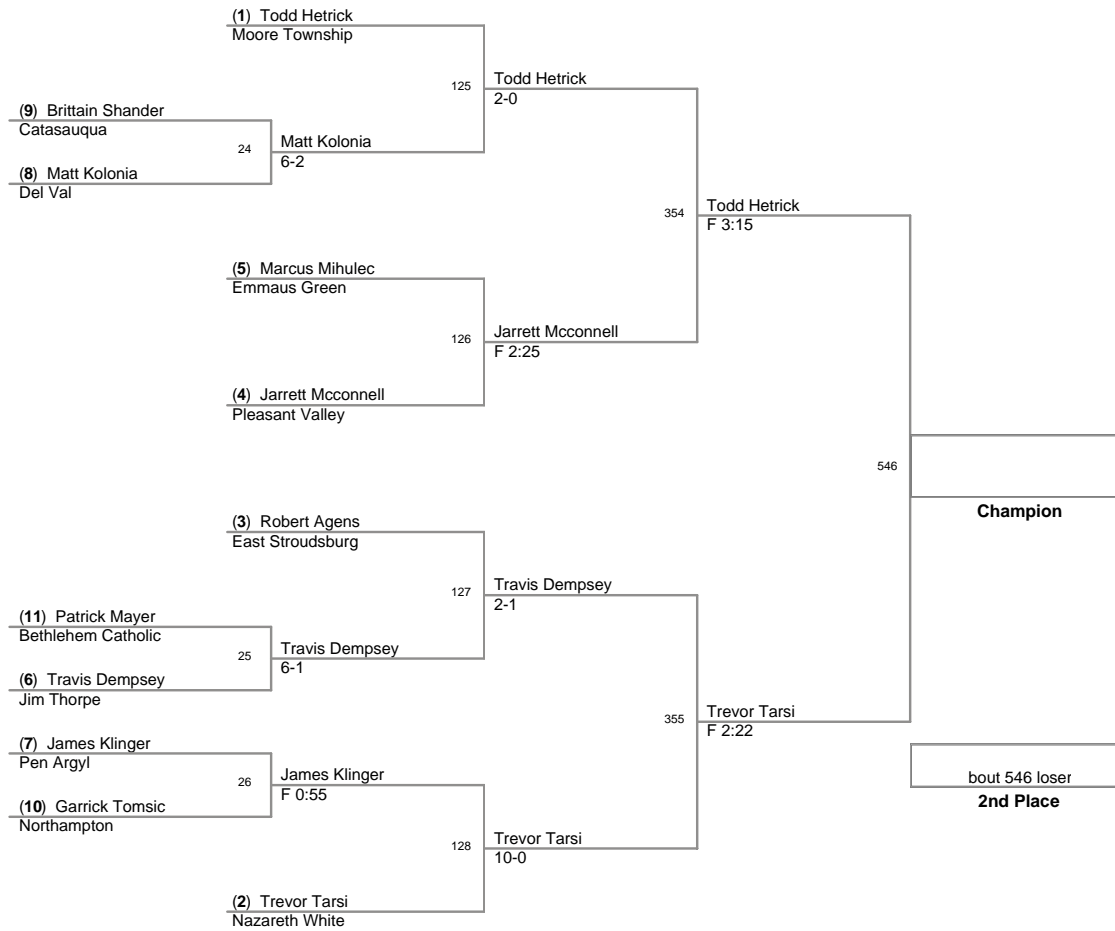 (1) Todd Hetrick
Moore Township
125
Todd Hetrick
2-0
(9) Brittain Shander
Catasauqua
24
Matt Kolonia
6-2
(8) Matt Kolonia
Del Val
354
Todd Hetrick
F 3:15
(5) Marcus Mihulec
Emmaus Green
126
Jarrett Mcconnell
F 2:25
(4) Jarrett Mcconnell
Pleasant Valley
546
Champion
(3) Robert Agens
East Stroudsburg
127
Travis Dempsey
2-1
(11) Patrick Mayer
Bethlehem Catholic
25
Travis Dempsey
6-1
(6) Travis Dempsey
Jim Thorpe
355
Trevor Tarsi
F 2:22
(7) James Klinger
Pen Argyl
26
James Klinger
F 0:55
(10) Garrick Tomsic
Northampton
bout 546 loser
2nd Place
128
Trevor Tarsi
10-0
(2) Trevor Tarsi
Nazareth White